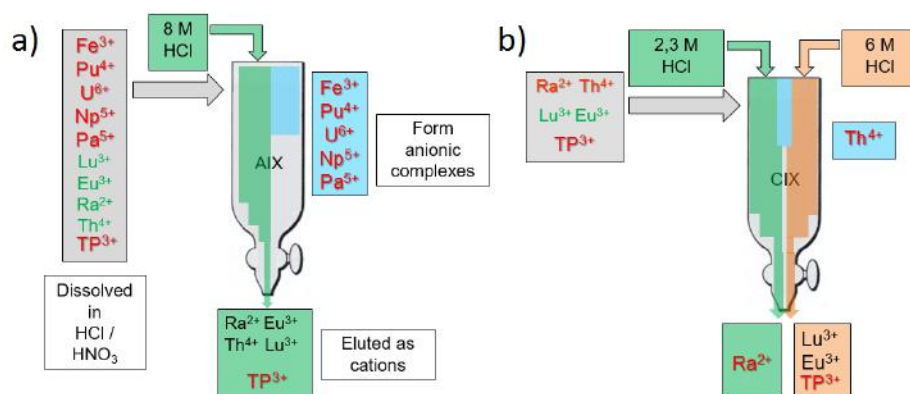 a)
8 M
HCl
Fe³⁺
Pu⁴⁺
U⁶⁺
Np⁵⁺
Pa⁵⁺
Lu³⁺
Eu³⁺
Ra²⁺
Th⁴⁺
TP³⁺
AIX
Fe³⁺
Pu⁴⁺
U⁶⁺
Np⁵⁺
Pa⁵⁺
Form
anionic
complexes
Dissolved
in
HCl /
HNO₃
Ra²⁺ Eu³⁺
Th⁴⁺ Lu³⁺
TP³⁺
Eluted as
cations
b)
2,3 M
HCl
6 M
HCl
Ra²⁺ Th⁴⁺
Lu³⁺ Eu³⁺
TP³⁺
CIX
Th⁴⁺
Ra²⁺
Lu³⁺
Eu³⁺
TP³⁺